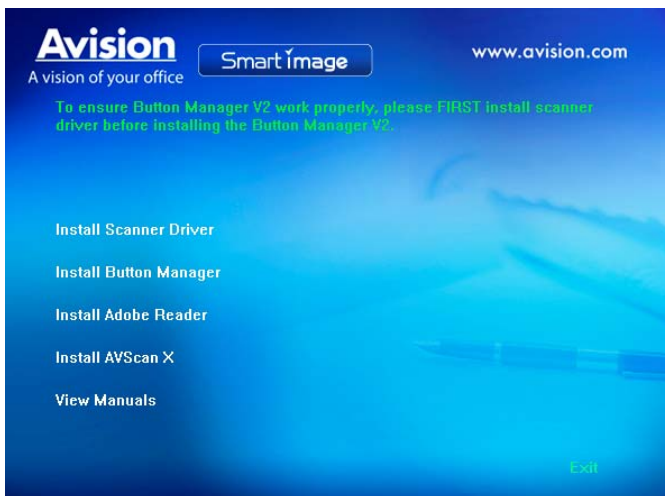 Avision
A vision of your office
Smart image
www.avision.com
To ensure Button Manager V2 work properly, please FIRST install scanner
driver before installing the Button Manager V2.
Install Scanner Driver
Install Button Manager
Install Adobe Reader
Install AVScan X
View Manuals
Exit